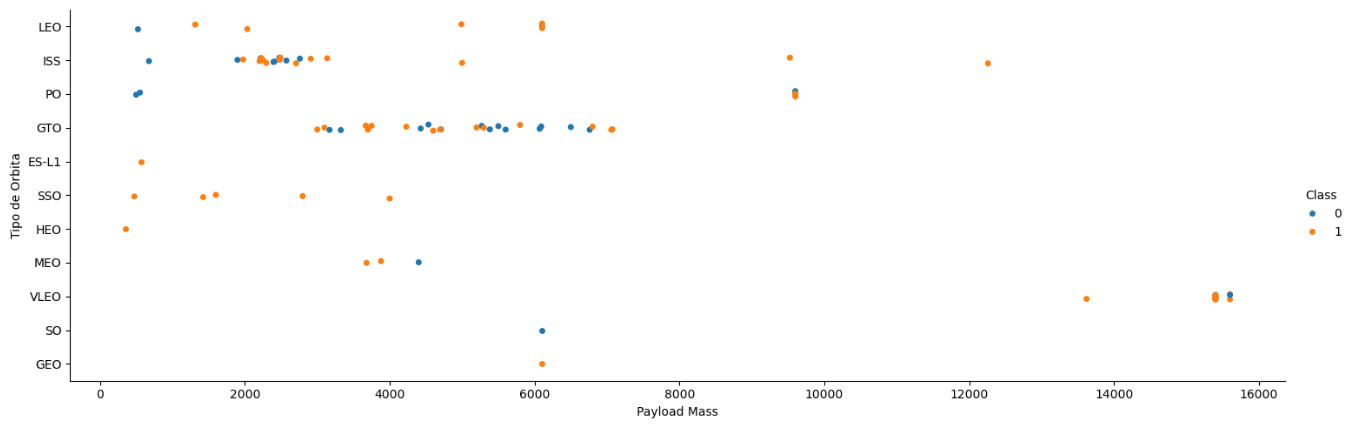 LEO
ISS
PO
GTO
ES-L1
SSO
HEO
MEO
VLEO
SO
GEO
Tipo de Orbita
0 2000 4000 6000 8000 10000 12000 14000 16000
Payload Mass
Class
0
1